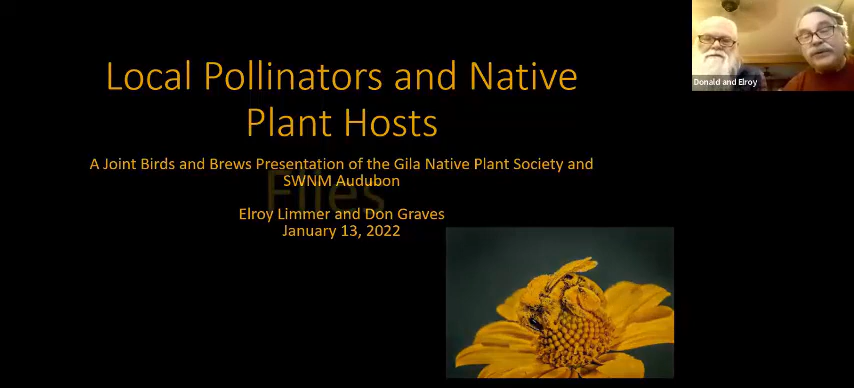 Local Pollinators and Native
Plant Hosts
A Joint Birds and Brews Presentation of the Gila Native Plant Society and
SWNM Audubon
Flies
Elroy Limmer and Don Graves
January 13, 2022
Donald and Elroy